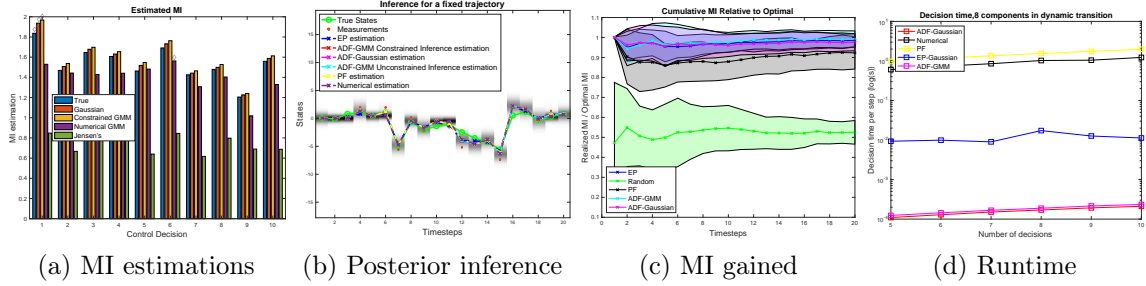 Estimated MI
2
1.8
1.6
1.4
1.2
1
0.8
0.6
0.4
0.2
0
MI estimation
True
Gaussian
Constrained GMM
Numerical GMM
Jensen's
1 2 3 4 5 6 7 8 9 10
Control Decision
(a) MI estimations
Inference for a fixed trajectory
15
10
5
0
-5
-10
-15
States
True States
Measurements
EP estimation
ADF-GMM Constrained Inference estimation
ADF-Gaussian estimation
ADF-GMM Unconstrained Inference estimation
PF estimation
Numerical estimation
2 4 6 8 10 12 14 16 18 20
Timesteps
(b) Posterior inference
Cumulative MI Relative to Optimal
1.1
1
0.9
0.8
0.7
0.6
0.5
0.4
0.3
0.2
0.1
Realized MI / Optimal MI
EP
Random
PF
ADF-GMM
ADF-Gaussian
0 2 4 6 8 10 12 14 16 18 20
Timesteps
(c) MI gained
Decision time,8 components in dynamic transition
Decision time per step (log(s))
ADF-Gaussian
Numerical
PF
EP-Gaussian
ADF-GMM
5 6 7 8 9 10
Number of decisions
(d) Runtime